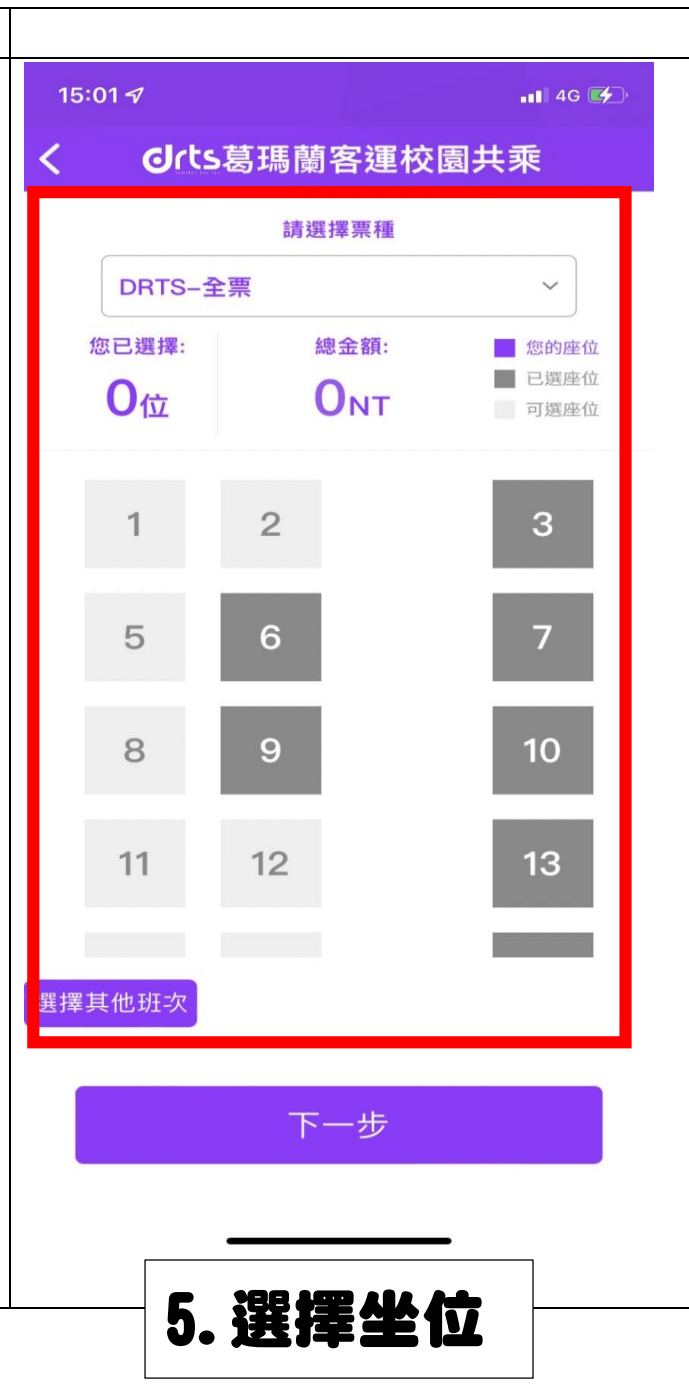 15:01 4G
drts葛瑪蘭客運校園共乘
請選擇票種
DRTS-全票
您已選擇: 總金額: 您的座位
0位 0NT 已選座位
可選座位
1 2 3
5 6 7
8 9 10
11 12 13
選擇其他班次
下一步
5.選擇坐位